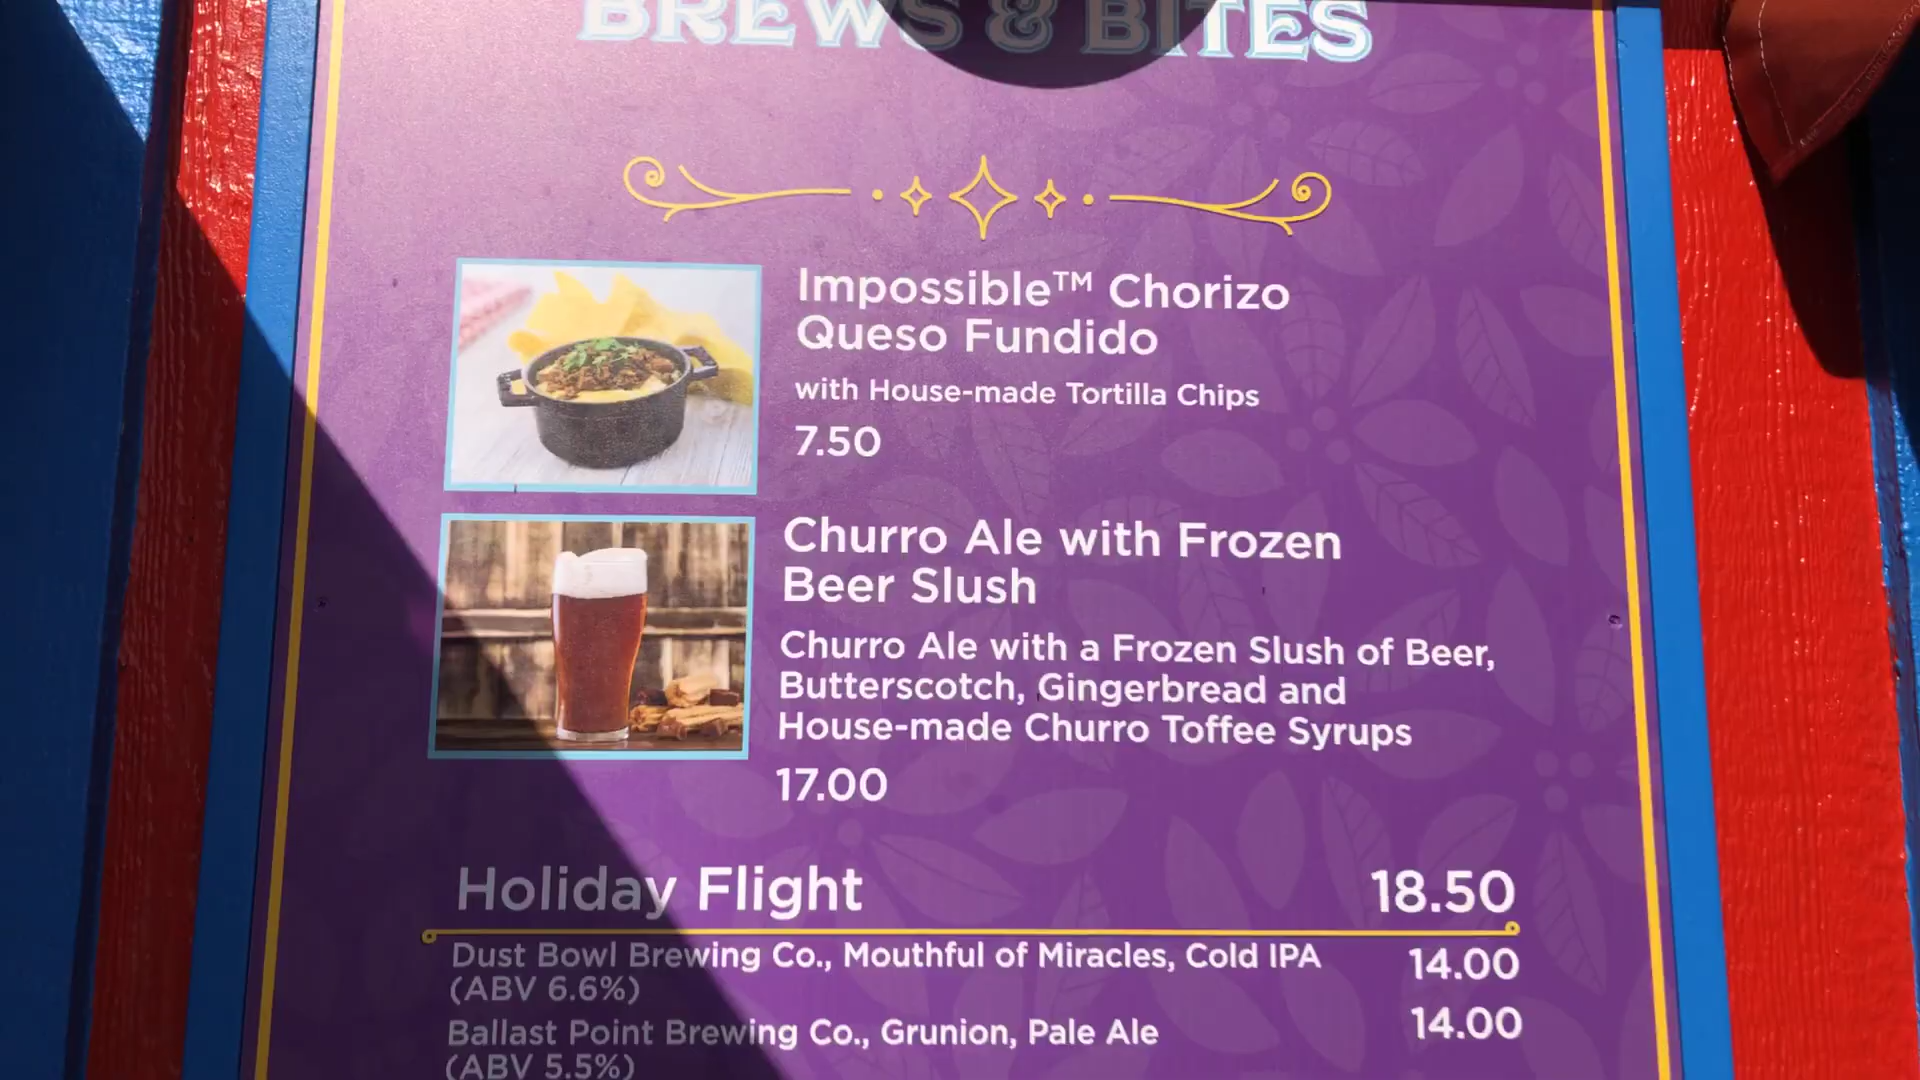 BREWS & BITES
Impossible™ Chorizo
Queso Fundido
with House-made Tortilla Chips
7.50
Churro Ale with Frozen
Beer Slush
Churro Ale with a Frozen Slush of Beer,
Butterscotch, Gingerbread and
House-made Churro Toffee Syrups
17.00
Holiday Flight 18.50
Dust Bowl Brewing Co., Mouthful of Miracles, Cold IPA 14.00
(ABV 6.6%)
Ballast Point Brewing Co., Grunion, Pale Ale 14.00
(ABV 5.5%)